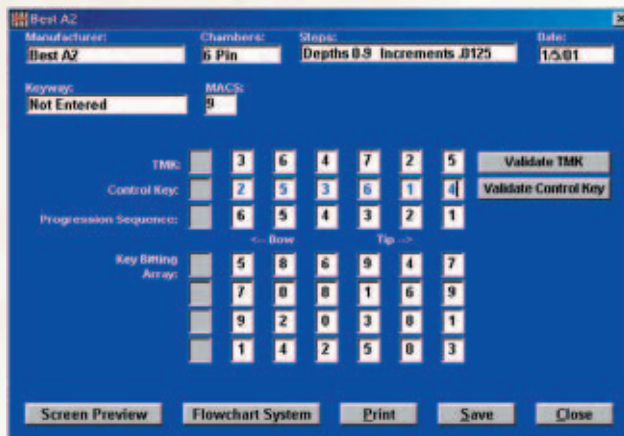 Best A2
Manufacturer: Chambers: Steps: Date:
Best A2 6 Pin Depths 0-9 Increments .0125 1/5/01
Keyway: MACS:
Not Entered 9
TMK: 3 6 4 7 2 5 Validate TMK
Control Key: 2 5 3 6 1 4 Validate Control Key
Progression Sequence: 6 5 4 3 2 1
<-- Bow Tip -->
Key Bitting 5 8 6 9 4 7
Array: 7 0 8 1 6 9
9 2 0 3 8 1
1 4 2 5 0 3
Screen Preview Flowchart System Print Save Close